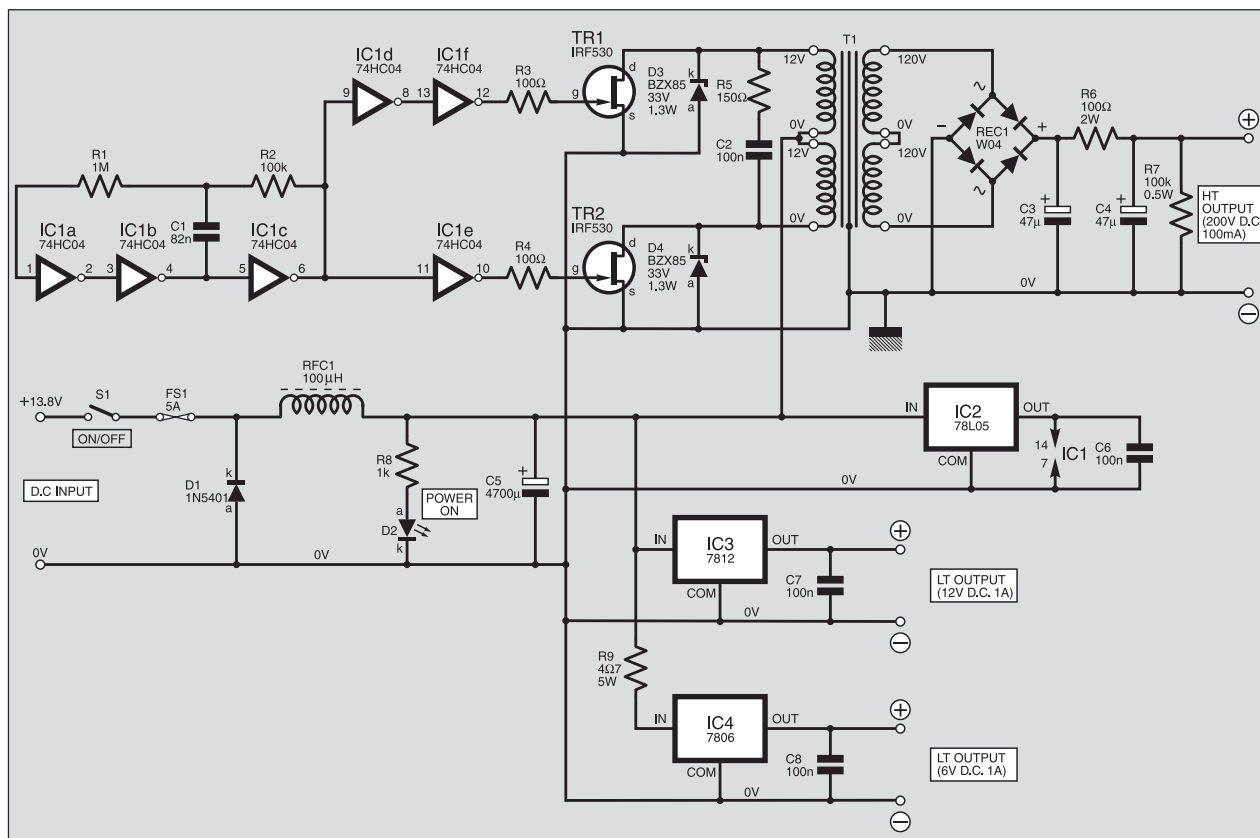 IC1d
74HC04
9
8
IC1f
74HC04
13
12
R3
100Ω
TR1
IRF530
g
d
s
D3
BZX85
33V
1.3W
k
a
R5
150Ω
C2
100n
12V
0V
12V
0V
T1
120V
0V
120V
0V
~
~
−
+
REC1
W04
R6
100Ω
2W
+
C3
47µ
+
C4
47µ
R7
100k
0.5W
+
HT
OUTPUT
(200V D.C
100mA)
0V
−
R1
1M
R2
100k
C1
82n
IC1a
74HC04
1
2
IC1b
74HC04
3
4
IC1c
74HC04
5
6
IC1e
74HC04
11
10
R4
100Ω
TR2
IRF530
g
d
s
D4
BZX85
33V
1.3W
k
a
+13.8V
S1
ON/OFF
FS1
5A
RFC1
100µH
D.C INPUT
D1
1N5401
k
a
R8
1k
a
D2
k
POWER
ON
C5
4700µ
+
0V
0V
IN
IC2
78L05
OUT
COM
14
7
IC1
C6
100n
0V
IN
IC3
7812
OUT
COM
C7
100n
0V
+
LT OUTPUT
(12V D.C. 1A)
−
R9
4Ω7
5W
IN
IC4
7806
OUT
COM
C8
100n
0V
+
LT OUTPUT
(6V D.C. 1A)
−